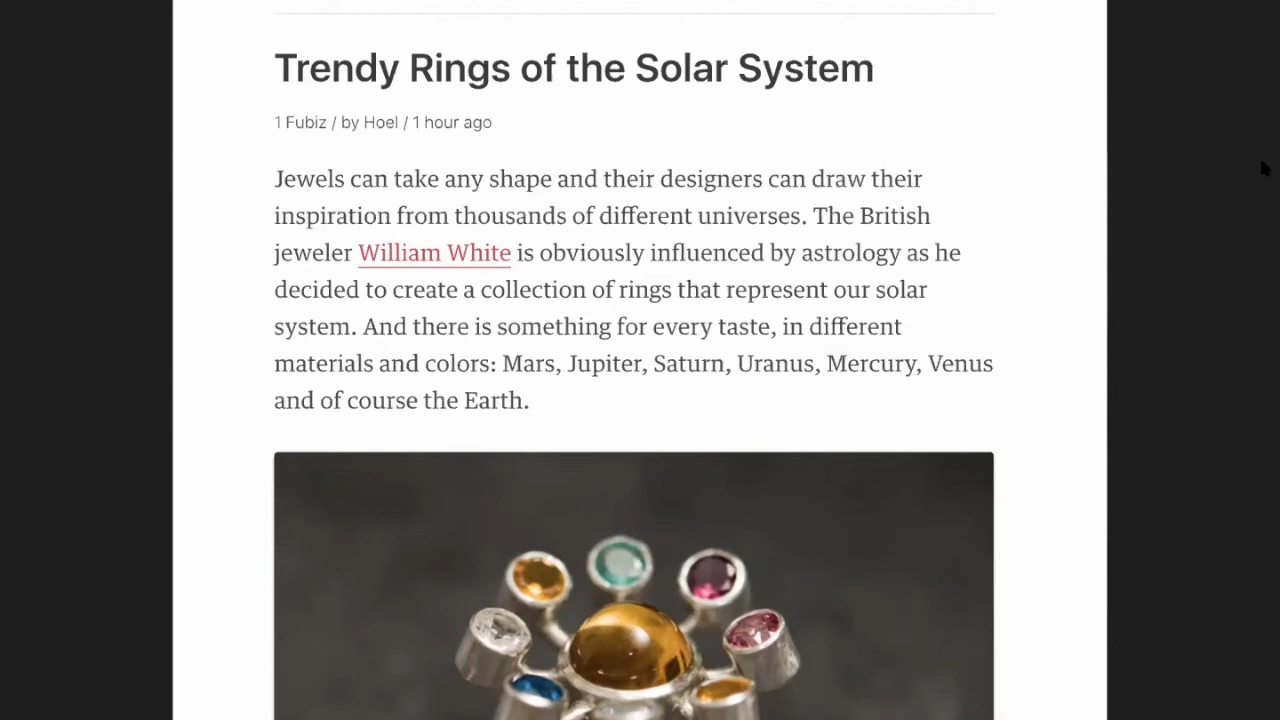 Trendy Rings of the Solar System
1 Fubiz / by Hoel / 1 hour ago
Jewels can take any shape and their designers can draw their
inspiration from thousands of different universes. The British
jeweler William White is obviously influenced by astrology as he
decided to create a collection of rings that represent our solar
system. And there is something for every taste, in different
materials and colors: Mars, Jupiter, Saturn, Uranus, Mercury, Venus
and of course the Earth.